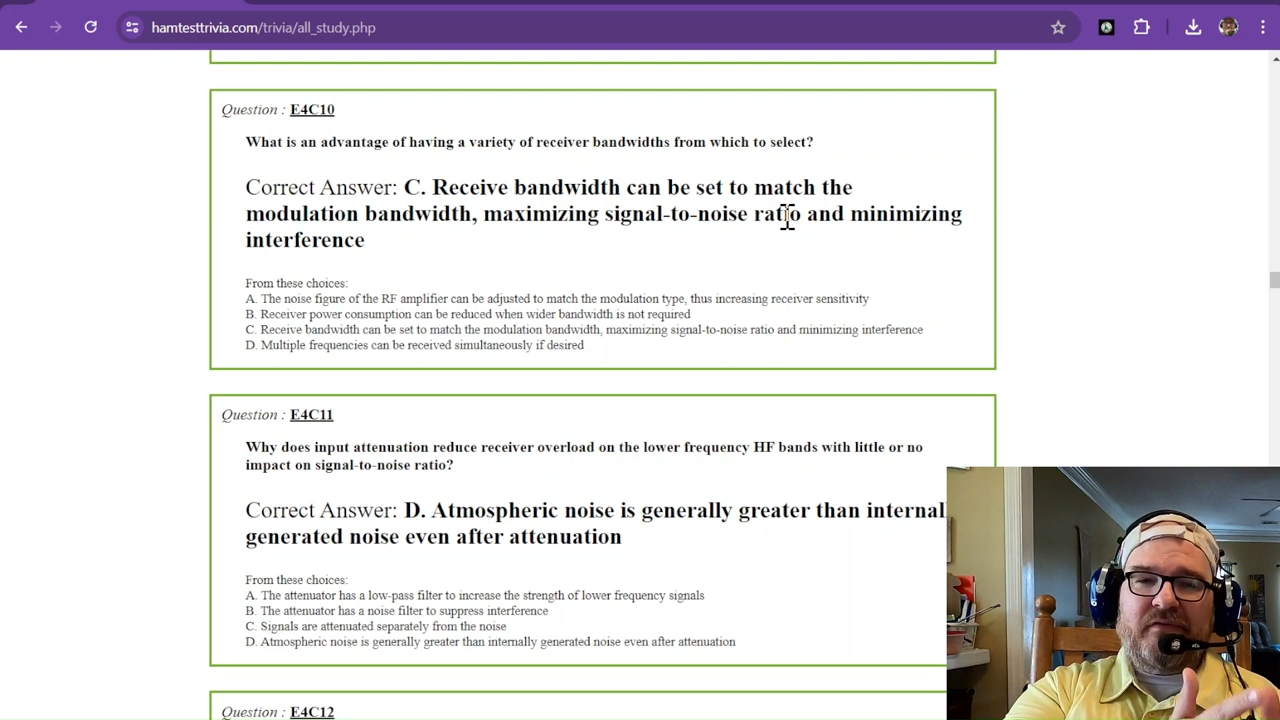 hamtesttrivia.com/trivia/all_study.php
Question : E4C10
What is an advantage of having a variety of receiver bandwidths from which to select?
Correct Answer: C. Receive bandwidth can be set to match the
modulation bandwidth, maximizing signal-to-noise ratio and minimizing
interference
From these choices:
A. The noise figure of the RF amplifier can be adjusted to match the modulation type, thus increasing receiver sensitivity
B. Receiver power consumption can be reduced when wider bandwidth is not required
C. Receive bandwidth can be set to match the modulation bandwidth, maximizing signal-to-noise ratio and minimizing interference
D. Multiple frequencies can be received simultaneously if desired
Question : E4C11
Why does input attenuation reduce receiver overload on the lower frequency HF bands with little or no
impact on signal-to-noise ratio?
Correct Answer: D. Atmospheric noise is generally greater than internal
generated noise even after attenuation
From these choices:
A. The attenuator has a low-pass filter to increase the strength of lower frequency signals
B. The attenuator has a noise filter to suppress interference
C. Signals are attenuated separately from the noise
D. Atmospheric noise is generally greater than internally generated noise even after attenuation
Question : E4C12